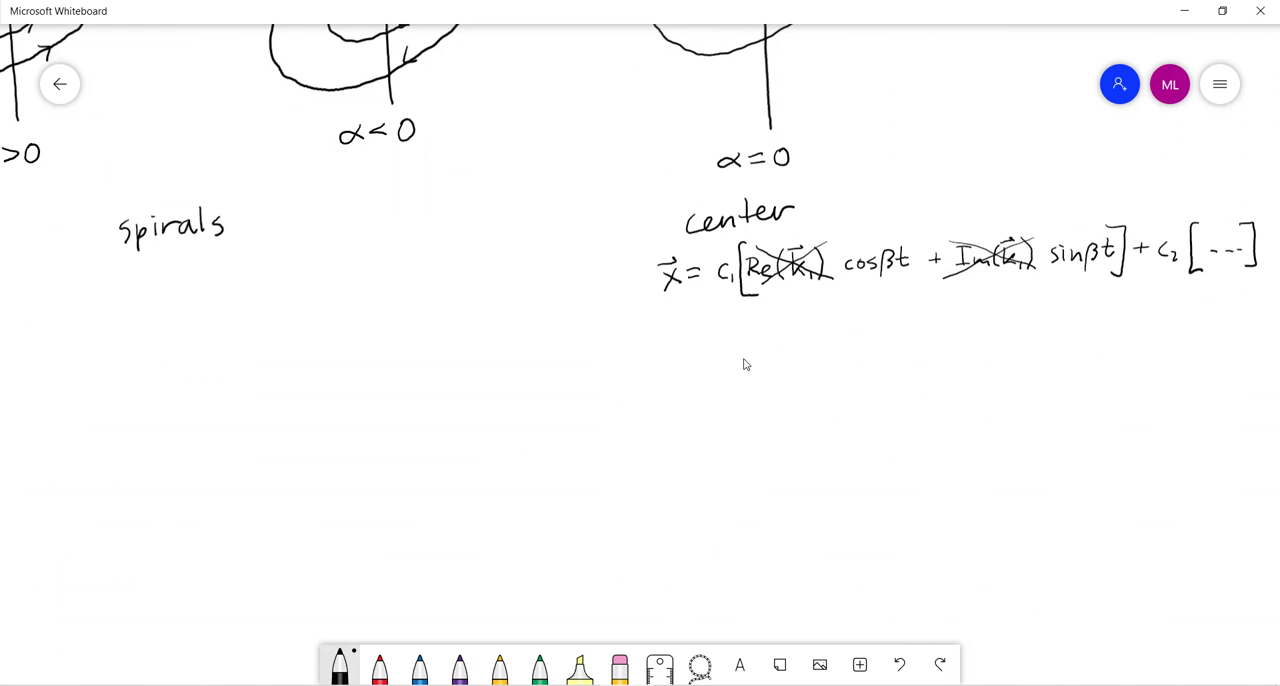 Microsoft Whiteboard
ML
>0
α<0
α=0
spirals
center
x⃗ = c₁[Re(k⃗₁) cosβt + Im(k⃗₁) sinβt] + c₂[---]
A